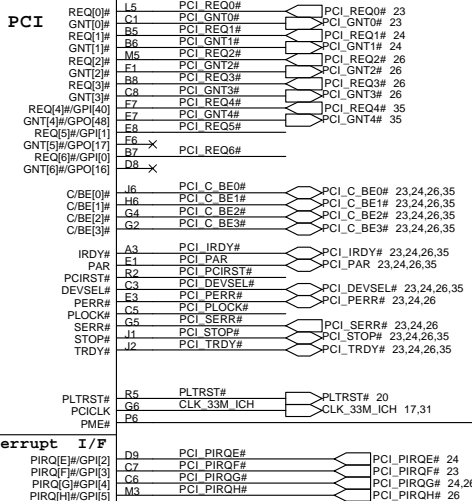 PCI
REQ[0]# L5 PCI_REQ0# PCI_REQ0# 23
GNT[0]# C1 PCI_GNT0# PCI_GNT0# 23
REQ[1]# B5 PCI_REQ1# PCI_REQ1# 24
GNT[1]# B6 PCI_GNT1# PCI_GNT1# 24
REQ[2]# M5 PCI_REQ2# PCI_REQ2# 26
GNT[2]# F1 PCI_GNT2# PCI_GNT2# 26
REQ[3]# B8 PCI_REQ3# PCI_REQ3# 26
GNT[3]# C8 PCI_GNT3# PCI_GNT3# 26
REQ[4]#/GPI[40] F7 PCI_REQ4# PCI_REQ4# 35
GNT[4]#/GPO[48] E7 PCI_GNT4# PCI_GNT4# 35
REQ[5]#/GPI[1] E8 PCI_REQ5#
GNT[5]#/GPO[17] F6
REQ[6]#/GPI[0] B7 PCI_REQ6#
GNT[6]#/GPO[16] D8
C/BE[0]# J6 PCI_C_BE0# PCI_C_BE0# 23,24,26,35
C/BE[1]# H6 PCI_C_BE1# PCI_C_BE1# 23,24,26,35
C/BE[2]# G4 PCI_C_BE2# PCI_C_BE2# 23,24,26,35
C/BE[3]# G2 PCI_C_BE3# PCI_C_BE3# 23,24,26,35
IRDY# A3 PCI_IRDY# PCI_IRDY# 23,24,26,35
PAR E1 PCI_PAR PCI_PAR 23,24,26,35
PCIRST# R2 PCI_PCIRST#
DEVSEL# C3 PCI_DEVSEL# PCI_DEVSEL# 23,24,26,35
PERR# E3 PCI_PERR# PCI_PERR# 23,24,26
PLOCK# C5 PCI_PLOCK#
SERR# G5 PCI_SERR# PCI_SERR# 23,24,26
STOP# J1 PCI_STOP# PCI_STOP# 23,24,26,35
TRDY# J2 PCI_TRDY# PCI_TRDY# 23,24,26,35
PLTRST# R5 PLTRST# PLTRST# 20
PCICLK G6 CLK_33M_ICH CLK_33M_ICH 17,31
PME# P6
errupt I/F
PIRQ[E]#/GPI[2] D9 PCI_PIRQE# PCI_PIRQE# 24
PIRQ[F]#/GPI[3] C7 PCI_PIRQF# PCI_PIRQF# 23
PIRQ[G]#/GPI[4] C6 PCI_PIRQG# PCI_PIRQG# 24,26
PIRQ[H]#/GPI[5] M3 PCI_PIRQH# PCI_PIRQH# 26